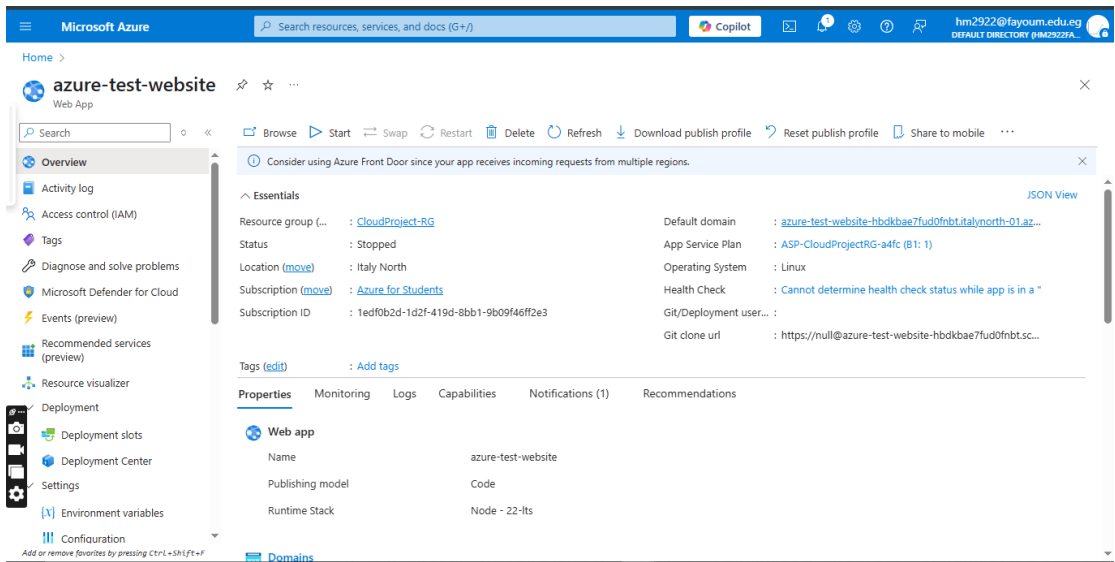 Microsoft Azure
Search resources, services, and docs (G+/)
Copilot
1
hm2922@fayoum.edu.eg
DEFAULT DIRECTORY (HM2922FA...
Home >
azure-test-website
Web App
Search
Browse Start Swap Restart Delete Refresh Download publish profile Reset publish profile Share to mobile ...
Overview
Activity log
Access control (IAM)
Tags
Diagnose and solve problems
Microsoft Defender for Cloud
Events (preview)
Recommended services
(preview)
Resource visualizer
Deployment
Deployment slots
Deployment Center
Settings
Environment variables
Configuration
Add or remove favorites by pressing Ctrl+Shift+F
Consider using Azure Front Door since your app receives incoming requests from multiple regions.
Essentials
JSON View
Resource group (... : CloudProject-RG
Status : Stopped
Location (move) : Italy North
Subscription (move) : Azure for Students
Subscription ID : 1edf0b2d-1d2f-419d-8bb1-9b09f46ff2e3
Default domain : azure-test-website-hbdkbae7fud0fnbt.italynorth-01.az...
App Service Plan : ASP-CloudProjectRG-a4fc (B1: 1)
Operating System : Linux
Health Check : Cannot determine health check status while app is in a "
Git/Deployment user... :
Git clone url : https://null@azure-test-website-hbdkbae7fud0fnbt.sc...
Tags (edit) : Add tags
Properties Monitoring Logs Capabilities Notifications (1) Recommendations
Web app
Name azure-test-website
Publishing model Code
Runtime Stack Node - 22-lts
Domains